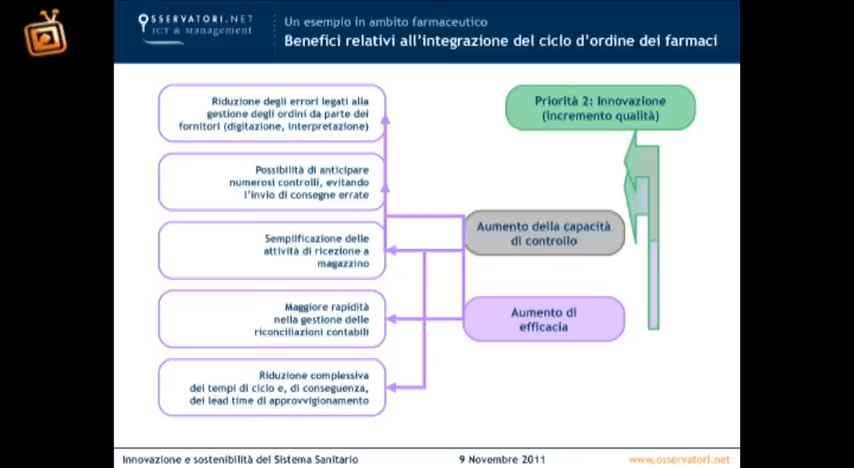 OSSERVATORI.NET
ICT & Management
Un esempio in ambito farmaceutico
Benefici relativi all'integrazione del ciclo d'ordine dei farmaci
Riduzione degli errori legati alla
gestione degli ordini da parte dei
fornitori (digitazione, interpretazione)
Priorità 2: Innovazione
(incremento qualità)
Possibilità di anticipare
numerosi controlli, evitando
l'invio di consegne errate
Aumento della capacità
di controllo
Semplificazione delle
attività di ricezione a
magazzino
Maggiore rapidità
nella gestione delle
riconciliazioni contabili
Aumento di
efficacia
Riduzione complessiva
dei tempi di ciclo e, di conseguenza,
dei lead time di approvvigionamento
Innovazione e sostenibilità del Sistema Sanitario
9 Novembre 2011
www.osservatori.net